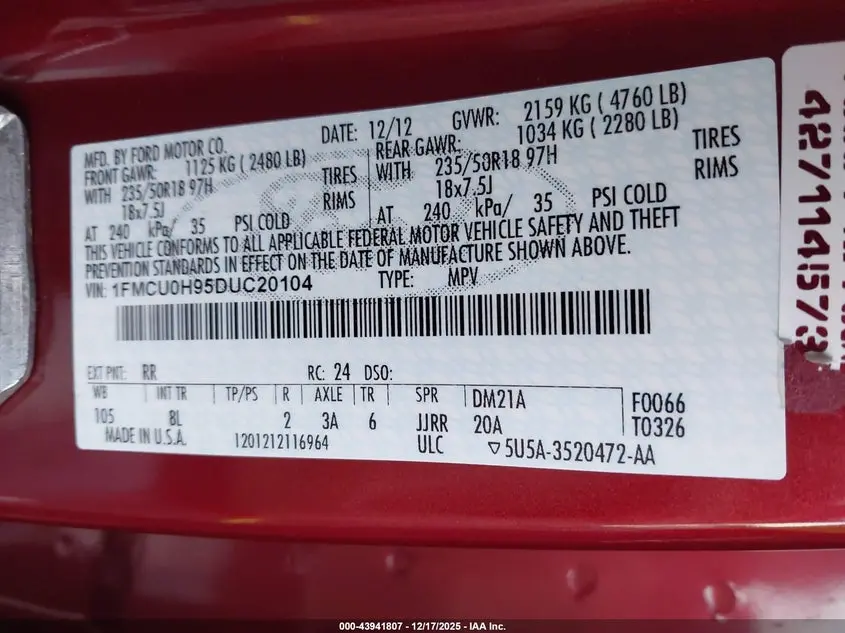 MFD. BY FORD MOTOR CO.
DATE: 12/12 GVWR: 2159 KG ( 4760 LB)
FRONT GAWR: 1125 KG ( 2480 LB)
REAR GAWR: 1034 KG ( 2280 LB)
WITH 235/50R18 97H TIRES
WITH 235/50R18 97H TIRES
18x7.5J RIMS
18x7.5J RIMS
AT 240 kPa/ 35 PSI COLD
AT 240 kPa/ 35 PSI COLD
THIS VEHICLE CONFORMS TO ALL APPLICABLE FEDERAL MOTOR VEHICLE SAFETY AND THEFT
PREVENTION STANDARDS IN EFFECT ON THE DATE OF MANUFACTURE SHOWN ABOVE.
VIN: 1FMCU0H95DUC20104 TYPE: MPV
EXT PNT: RR RC: 24 DSO:
WB INT TR TP/PS R AXLE TR SPR DM21A F0066
105 8L 2 3A 6 JJRR 20A T0326
MADE IN U.S.A. 1201212116964 ULC 5U5A-3520472-AA
427114573
000-43941807 - 12/17/2025 - IAA Inc.